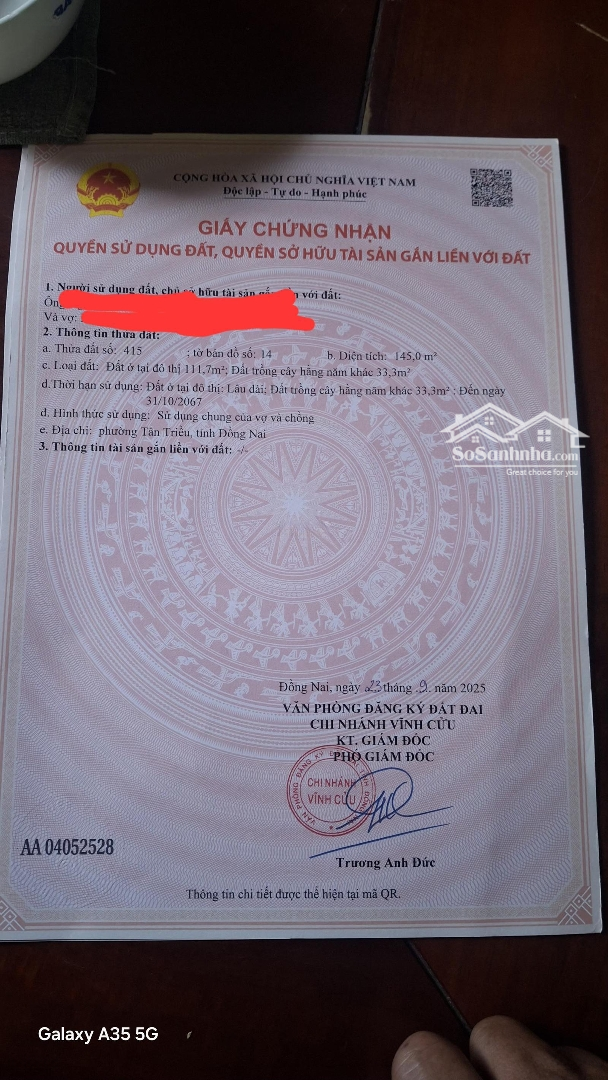 CỘNG HÒA XÃ HỘI CHỦ NGHĨA VIỆT NAM
Độc lập - Tự do - Hạnh phúc
GIẤY CHỨNG NHẬN
QUYỀN SỬ DỤNG ĐẤT, QUYỀN SỞ HỮU TÀI SẢN GẮN LIỀN VỚI ĐẤT
1. Người sử dụng đất, chủ sở hữu tài sản gắn liền với đất:
Ông
Và vợ:
2. Thông tin thửa đất:
a. Thửa đất số: 415 ; tờ bản đồ số: 14 b. Diện tích: 145,0 m²
c. Loại đất: Đất ở tại đô thị 111,7m²; Đất trồng cây hằng năm khác 33,3m²
d.Thời hạn sử dụng: Đất ở tại đô thị: Lâu dài; Đất trồng cây hằng năm khác 33,3m² : Đến ngày
31/10/2067
đ. Hình thức sử dụng: Sử dụng chung của vợ và chồng
e. Địa chỉ: phường Tân Triều, tỉnh Đồng Nai
3. Thông tin tài sản gắn liền với đất: -/-
SoSanhnha.com
Great choice for you
Đồng Nai, ngày 23 tháng 9 năm 2025
VĂN PHÒNG ĐĂNG KÝ ĐẤT ĐAI
CHI NHÁNH VĨNH CỬU
KT. GIÁM ĐỐC
PHÓ GIÁM ĐỐC
CHI NHÁNH
VĨNH CỬU
Trương Anh Đức
AA 04052528
Thông tin chi tiết được thể hiện tại mã QR.
Galaxy A35 5G